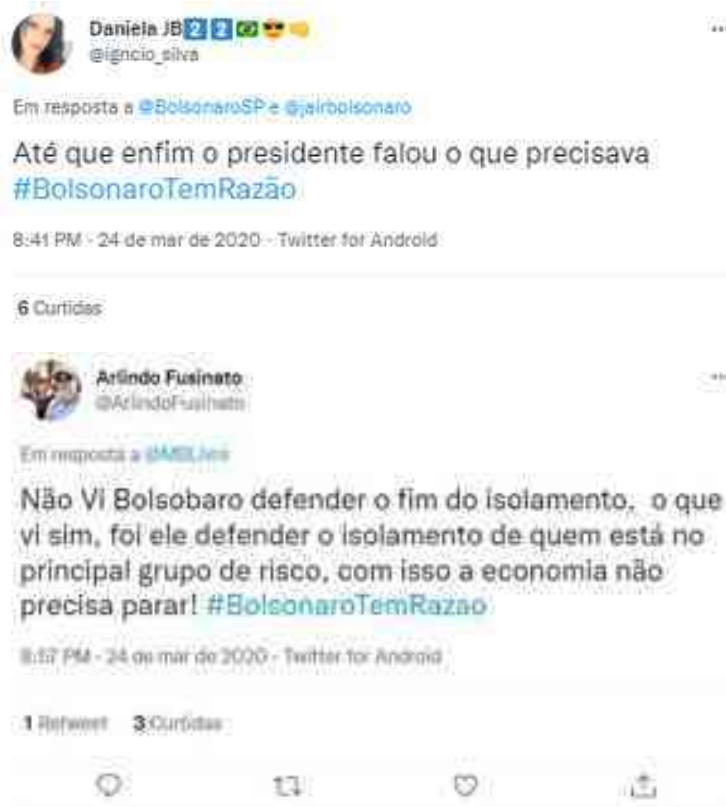 Daniela JB22
@igncio_silva
Em resposta a @BolsonaroSP e @jairbolsonaro
Até que enfim o presidente falou o que precisava
#BolsonaroTemRazão
8:41 PM - 24 de mar de 2020 - Twitter for Android
6 Curtidas
Arlindo Fusinato
@ArlindoFusinato
Em resposta a @MBLivre
Não Vi Bolsobaro defender o fim do isolamento, o que
vi sim, foi ele defender o isolamento de quem está no
principal grupo de risco, com isso a economia não
precisa parar! #BolsonaroTemRazao
8:57 PM - 24 de mar de 2020 - Twitter for Android
1 Retweet 3 Curtidas